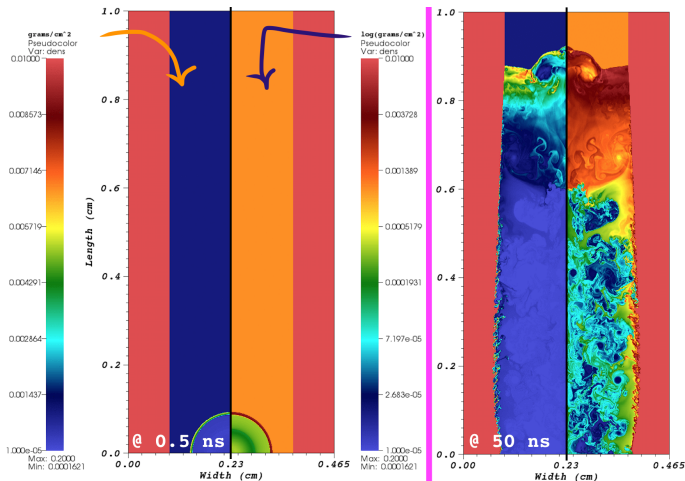 grams/cm^2
Pseudocolor
Var: dens
0.01000
0.008573
0.007146
0.005719
0.004291
0.002864
0.001437
1.000e-05
Max: 0.2000
Min: 0.0001621
Length (cm)
1.0
0.8
0.6
0.4
0.2
0.0
@ 0.5 ns
0.00
0.23
0.465
Width (cm)
log(grams/cm^2)
Pseudocolor
Var: dens
0.01000
0.003728
0.001389
0.0005179
0.0001931
7.197e-05
2.683e-05
1.000e-05
Max: 0.2000
Min: 0.0001621
1.0
0.8
0.6
0.4
0.2
0.0
@ 50 ns
0.00
0.23
0.465
Width (cm)